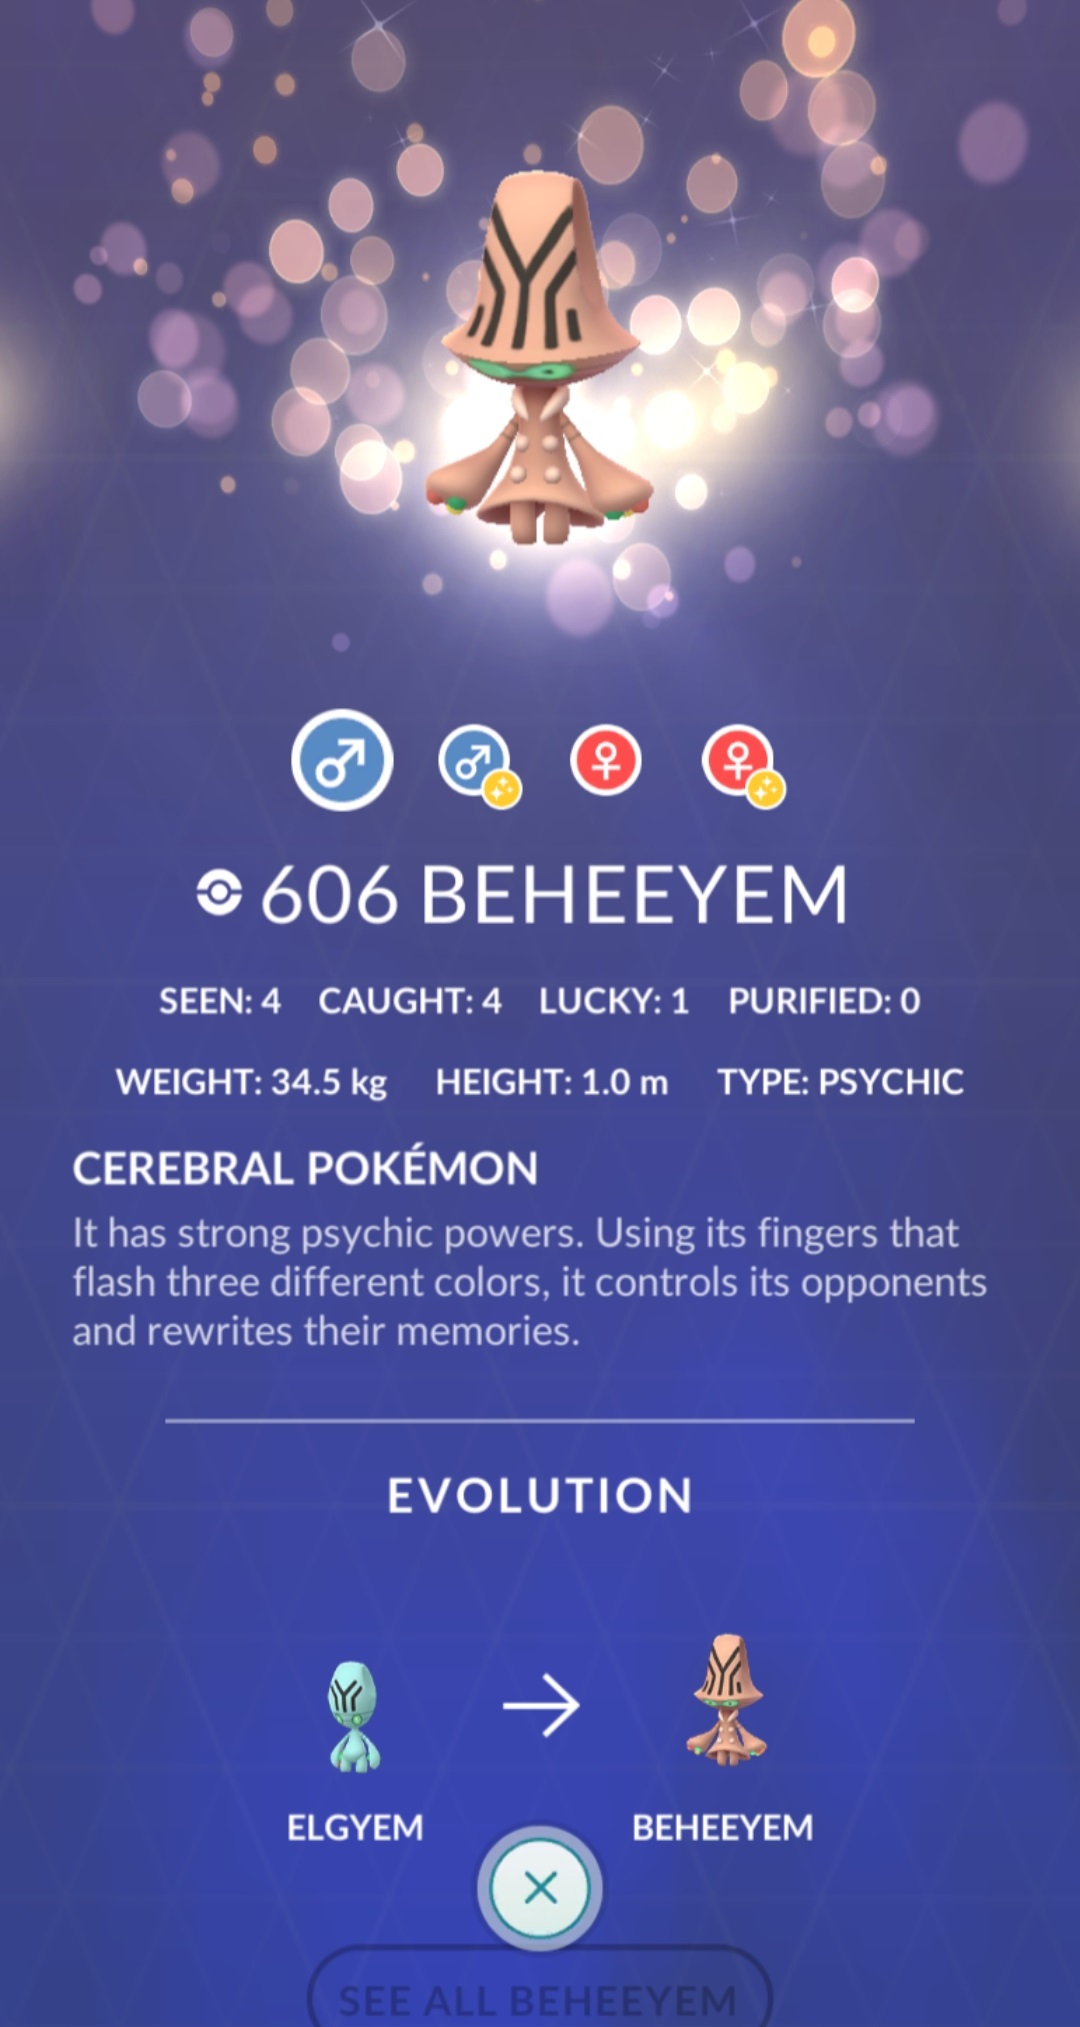 606 BEHEEYEM
SEEN: 4 CAUGHT: 4 LUCKY: 1 PURIFIED: 0
WEIGHT: 34.5 kg HEIGHT: 1.0 m TYPE: PSYCHIC
CEREBRAL POKÉMON
It has strong psychic powers. Using its fingers that
flash three different colors, it controls its opponents
and rewrites their memories.
EVOLUTION
ELGYEM BEHEEYEM
SEE ALL BEHEEYEM